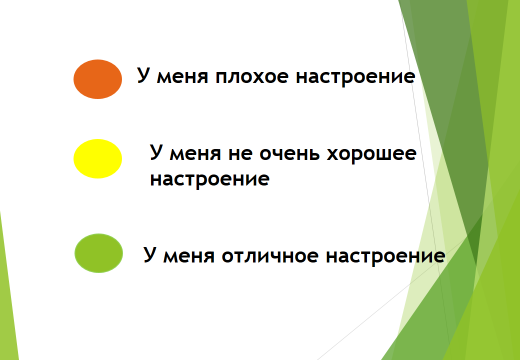 У меня плохое настроение
У меня не очень хорошее
настроение
У меня отличное настроение